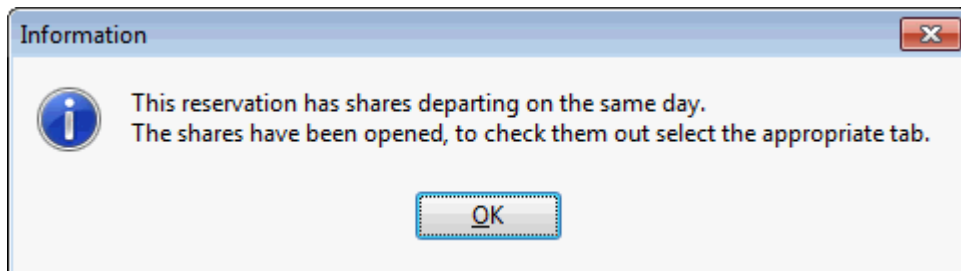 Information
This reservation has shares departing on the same day.
The shares have been opened, to check them out select the appropriate tab.
OK